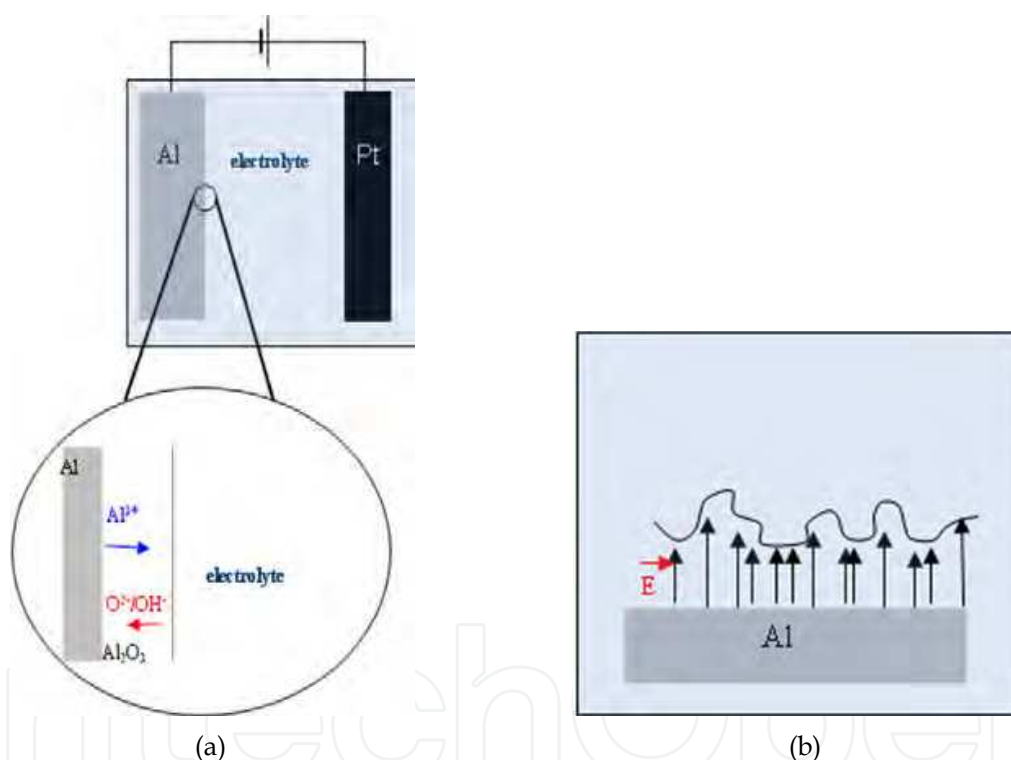 Al
electrolyte
Pt
Al
Al³⁺
electrolyte
O²⁻/OH⁻
Al₂O₃
(a)
E
Al
(b)